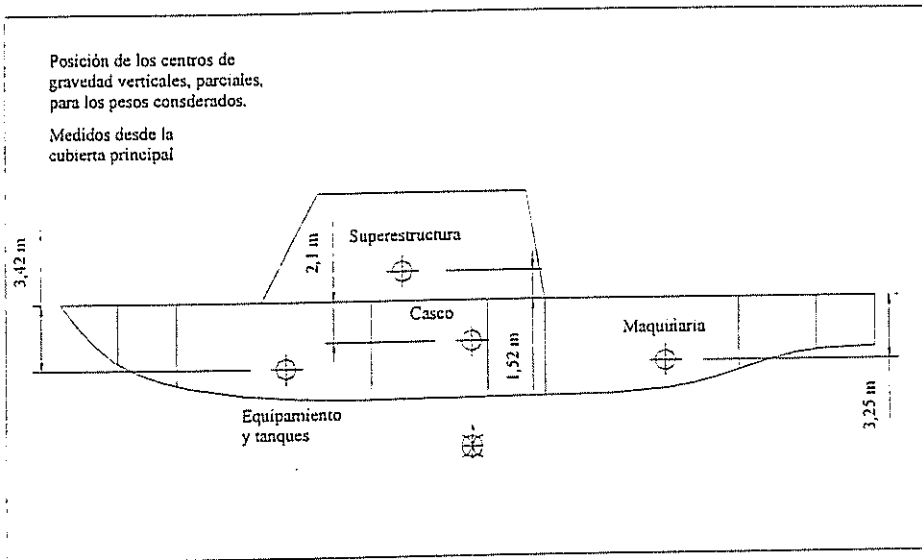 Posición de los centros de
gravedad verticales, parciales,
para los pesos consderados.
Medidos desde la
cubierta principal
3,42 m
2,1 m
Superestructura
Casco
1,52 m
Maquinaria
3,25 m
Equipamiento
y tanques